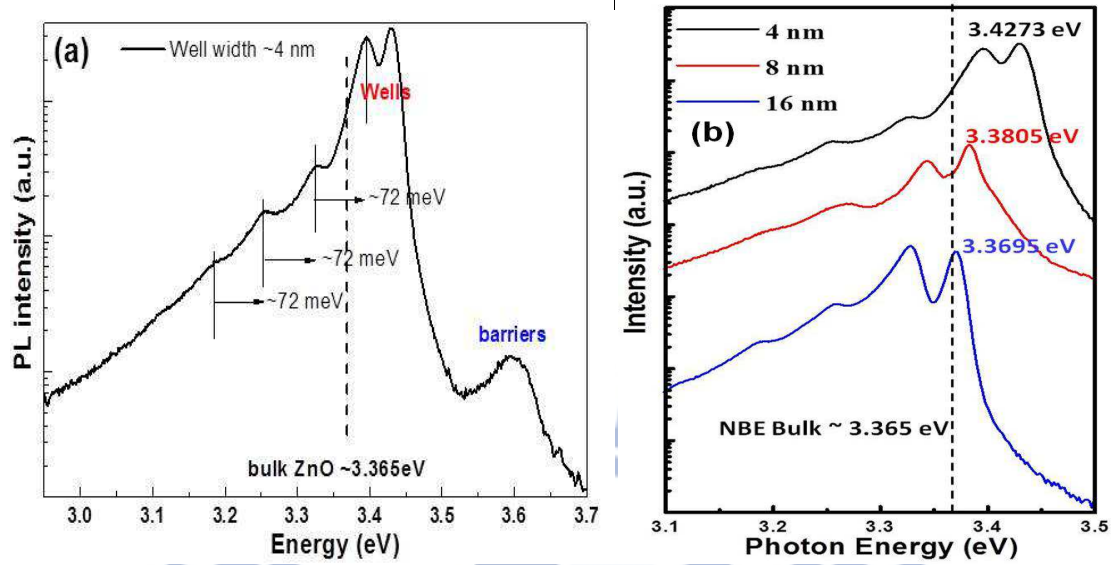 (a)
Well width ~4 nm
Wells
~72 meV
~72 meV
~72 meV
barriers
bulk ZnO ~3.365eV
PL intensity (a.u.)
3.0 3.1 3.2 3.3 3.4 3.5 3.6 3.7
Energy (eV)
4 nm
8 nm
16 nm
(b)
3.4273 eV
3.3805 eV
3.3695 eV
NBE Bulk ~ 3.365 eV
Intensity (a.u.)
3.1 3.2 3.3 3.4 3.5
Photon Energy (eV)